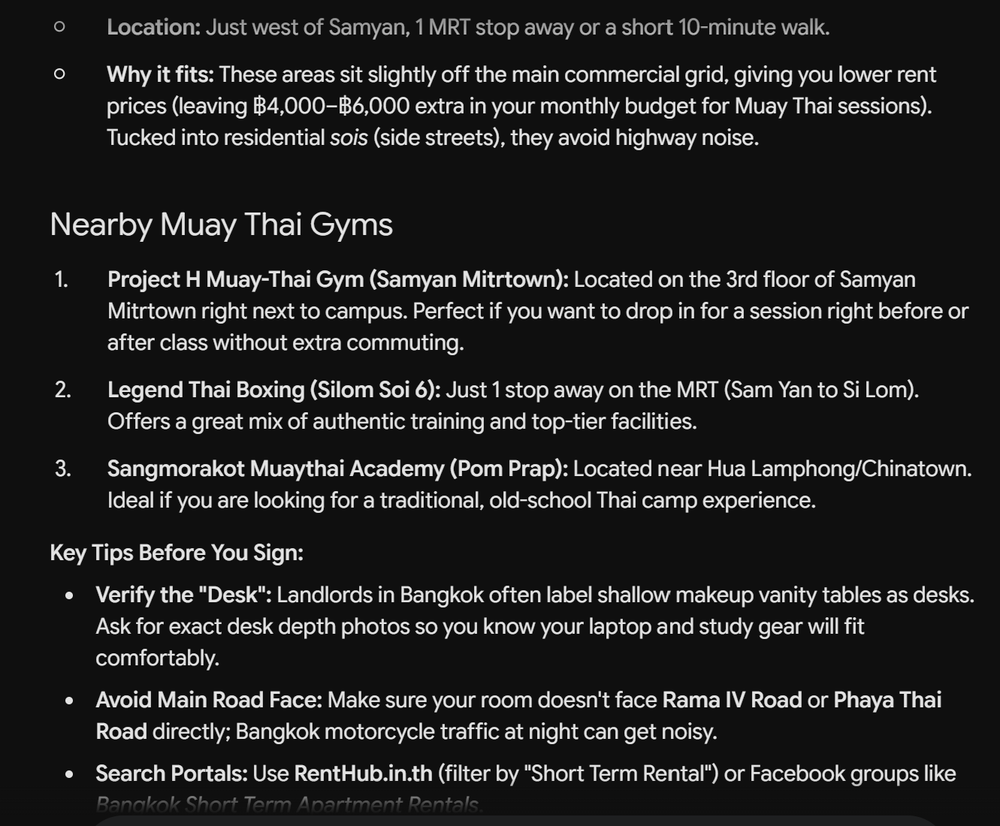 Location: Just west of Samyan, 1 MRT stop away or a short 10-minute walk.
Why it fits: These areas sit slightly off the main commercial grid, giving you lower rent
prices (leaving ฿4,000–฿6,000 extra in your monthly budget for Muay Thai sessions).
Tucked into residential sois (side streets), they avoid highway noise.
Nearby Muay Thai Gyms
1. Project H Muay-Thai Gym (Samyan Mitrtown): Located on the 3rd floor of Samyan
Mitrtown right next to campus. Perfect if you want to drop in for a session right before or
after class without extra commuting.
2. Legend Thai Boxing (Silom Soi 6): Just 1 stop away on the MRT (Sam Yan to Si Lom).
Offers a great mix of authentic training and top-tier facilities.
3. Sangmorakot Muaythai Academy (Pom Prap): Located near Hua Lamphong/Chinatown.
Ideal if you are looking for a traditional, old-school Thai camp experience.
Key Tips Before You Sign:
Verify the "Desk": Landlords in Bangkok often label shallow makeup vanity tables as desks.
Ask for exact desk depth photos so you know your laptop and study gear will fit
comfortably.
Avoid Main Road Face: Make sure your room doesn't face Rama IV Road or Phaya Thai
Road directly; Bangkok motorcycle traffic at night can get noisy.
Search Portals: Use RentHub.in.th (filter by "Short Term Rental") or Facebook groups like
Bangkok Short Term Apartment Rentals.